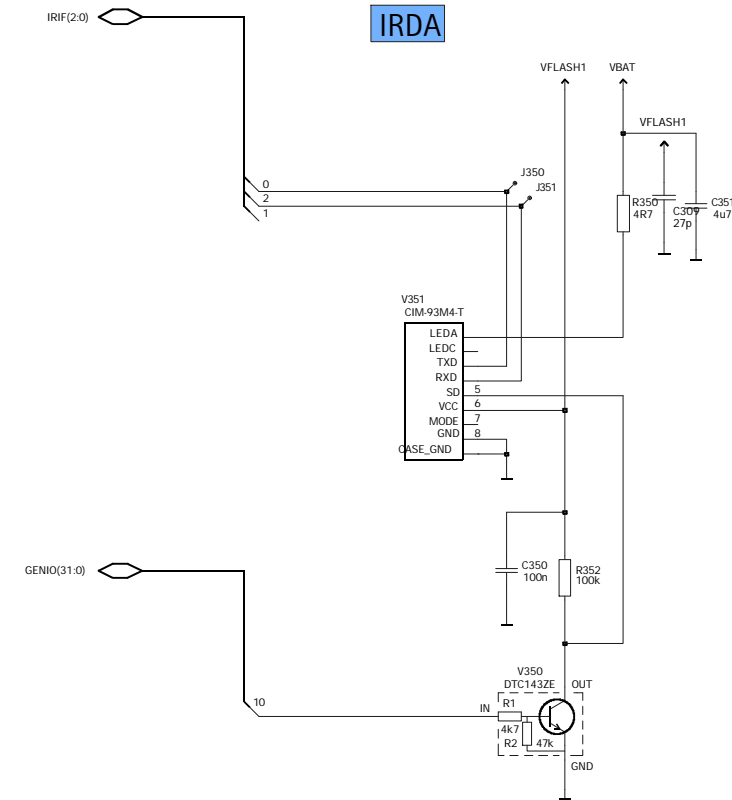 IRIF(2:0)
IRDA
VFLASH1
VBAT
VFLASH1
0
2
1
J350
J351
R350
4R7
C309
27p
C351
4u7
V351
CIM-93M4-T
LEDA
LEDC
TXD
RXD
SD
5
VCC
6
MODE
7
GND
8
CASE_GND
C350
100n
R352
100k
GENIO(31:0)
10
V350
DTC143ZE
OUT
IN
R1
4k7
R2
47k
GND